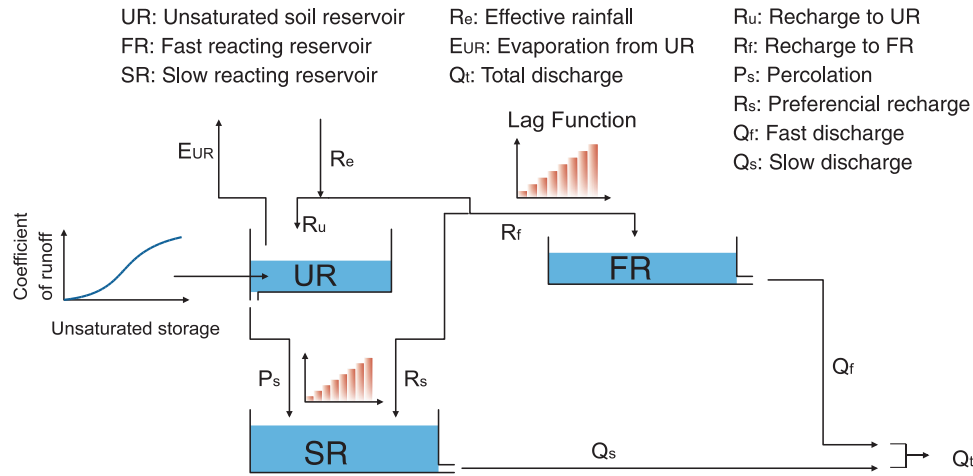 UR: Unsaturated soil reservoir
FR: Fast reacting reservoir
SR: Slow reacting reservoir
Re: Effective rainfall
EUR: Evaporation from UR
Qt: Total discharge
Ru: Recharge to UR
Rf: Recharge to FR
Ps: Percolation
Rs: Preferencial recharge
Qf: Fast discharge
Qs: Slow discharge
Lag Function
EUR
Re
Ru
Rf
Coefficient
of runoff
Unsaturated storage
UR
FR
Ps
Rs
Qf
SR
Qs
Qt